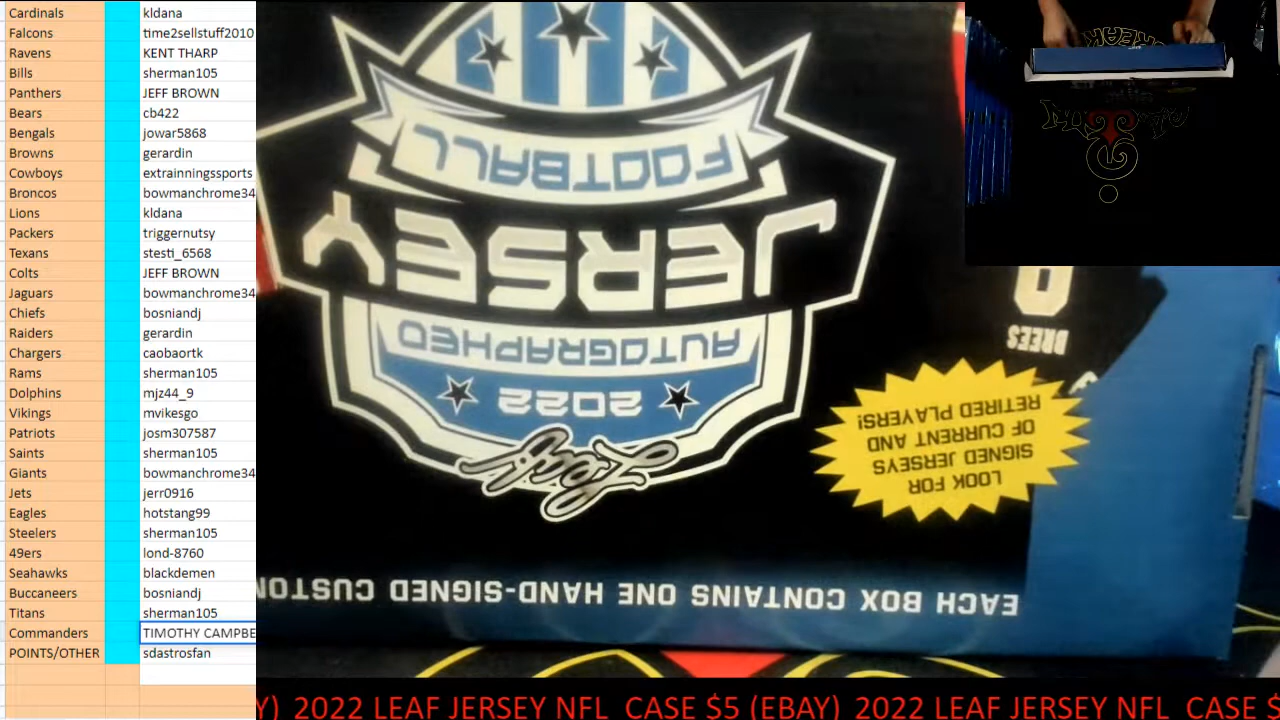 Cardinals kldana
Falcons time2sellstuff2010
Ravens KENT THARP
Bills sherman105
Panthers JEFF BROWN
Bears cb422
Bengals jowar5868
Browns gerardin
Cowboys extrainningssports
Broncos bowmanchrome34
Lions kldana
Packers triggernutsy
Texans stesti_6568
Colts JEFF BROWN
Jaguars bowmanchrome34
Chiefs bosniandj
Raiders gerardin
Chargers caobaortk
Rams sherman105
Dolphins mjz44_9
Vikings mvikesgo
Patriots josm307587
Saints sherman105
Giants bowmanchrome34
Jets jerr0916
Eagles hotstang99
Steelers sherman105
49ers lond-8760
Seahawks blackdemen
Buccaneers bosniandj
Titans sherman105
Commanders TIMOTHY CAMPBE
POINTS/OTHER sdastrosfan
Leaf
2022
AUTOGRAPHED
JERSEY
FOOTBALL
BREES
LOOK FOR
SIGNED JERSEYS
OF CURRENT AND
RETIRED PLAYERS!
EACH BOX CONTAINS ONE HAND-SIGNED CUSTOM
Y) 2022 LEAF JERSEY NFL CASE $5 (EBAY) 2022 LEAF JERSEY NFL CASE $